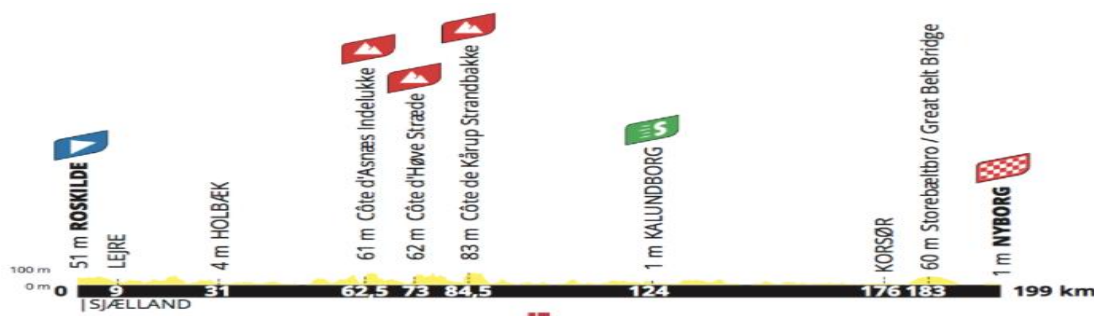 51 m ROSKILDE
LEJRE
4 m HOLBÆK
61 m Côte d'Asnæs Indelukke
62 m Côte d'Høve Stræde
83 m Côte de Kårup Strandbakke
S
1 m KALUNDBORG
KORSØR
60 m Storebæltbro / Great Belt Bridge
1 m NYBORG
100 m
0 m
0 9 31 62,5 73 84,5 124 176 183 199 km
SJÆLLAND